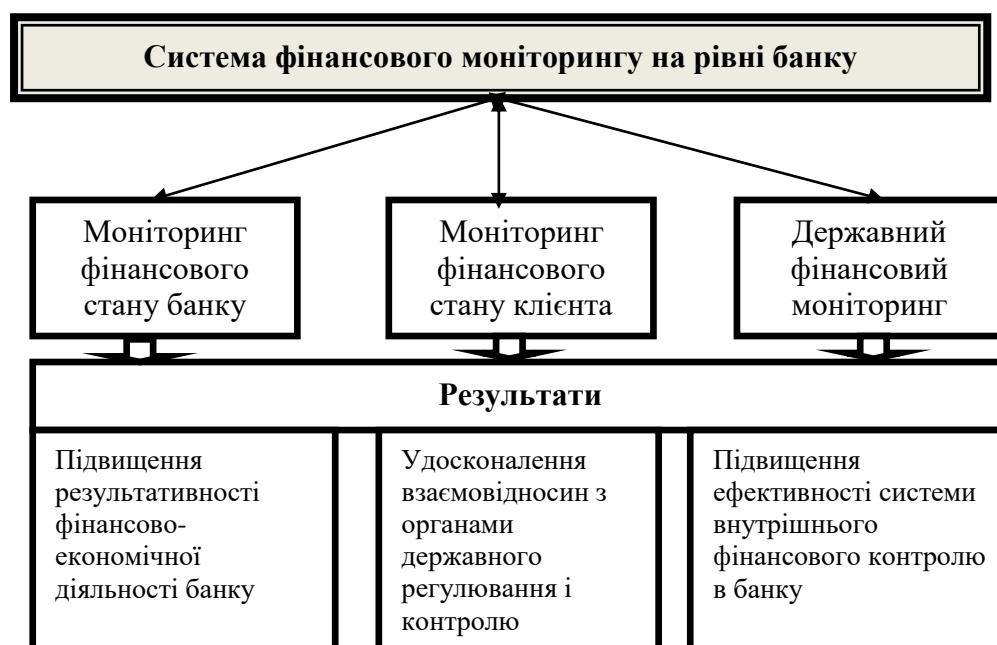 Система фінансового моніторингу на рівні банку
Моніторинг
фінансового
стану банку
Моніторинг
фінансового
стану клієнта
Державний
фінансовий
моніторинг
Результати
Підвищення
результативності
фінансово-
економічної
діяльності банку
Удосконалення
взаємовідносин з
органами
державного
регулювання і
контролю
Підвищення
ефективності системи
внутрішнього
фінансового контролю
в банку